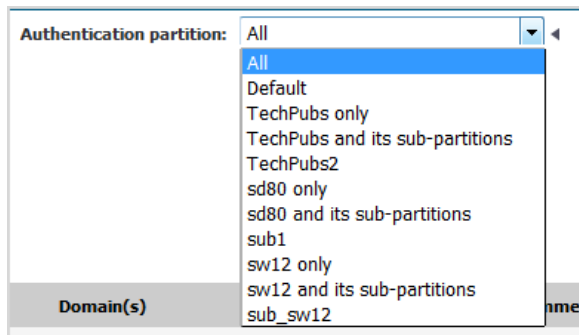 Authentication partition: All
All
Default
TechPubs only
TechPubs and its sub-partitions
TechPubs2
sd80 only
sd80 and its sub-partitions
sub1
sw12 only
sw12 and its sub-partitions
sub_sw12
Domain(s)